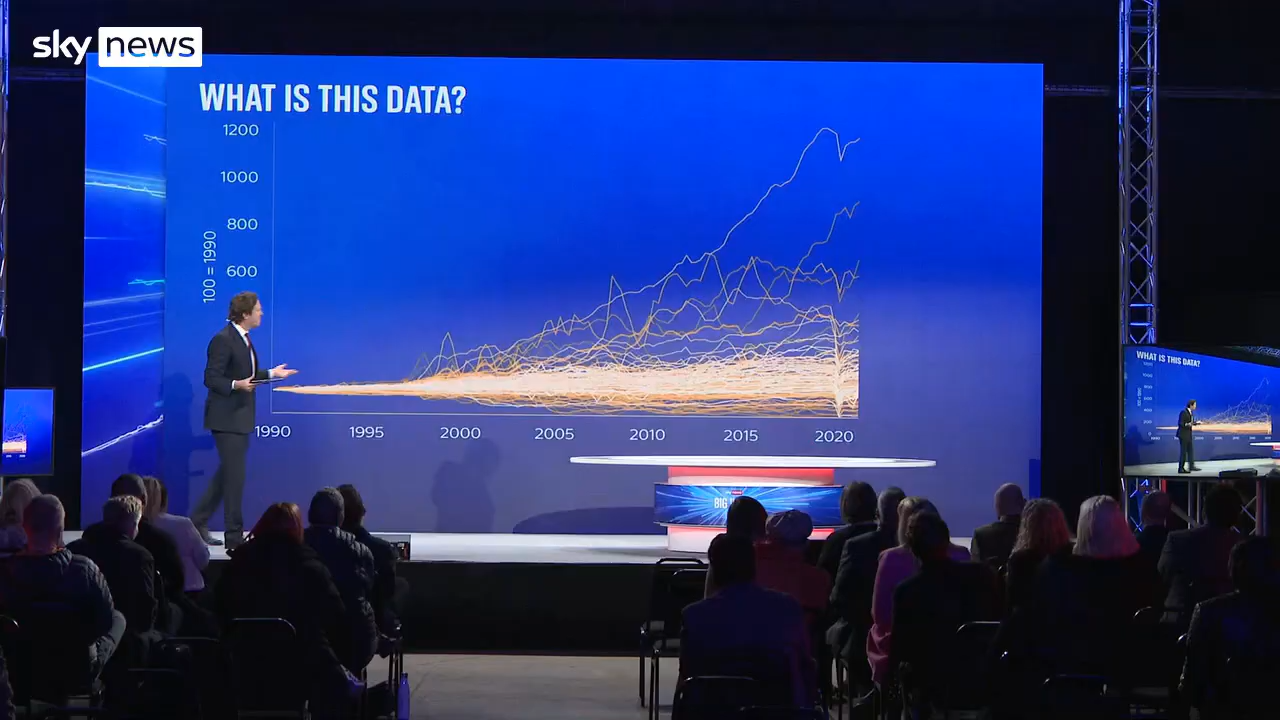 sky news
WHAT IS THIS DATA?
1200
1000
800
600
100 = 1990
1990 1995 2000 2005 2010 2015 2020
BIG
WHAT IS THIS DATA?